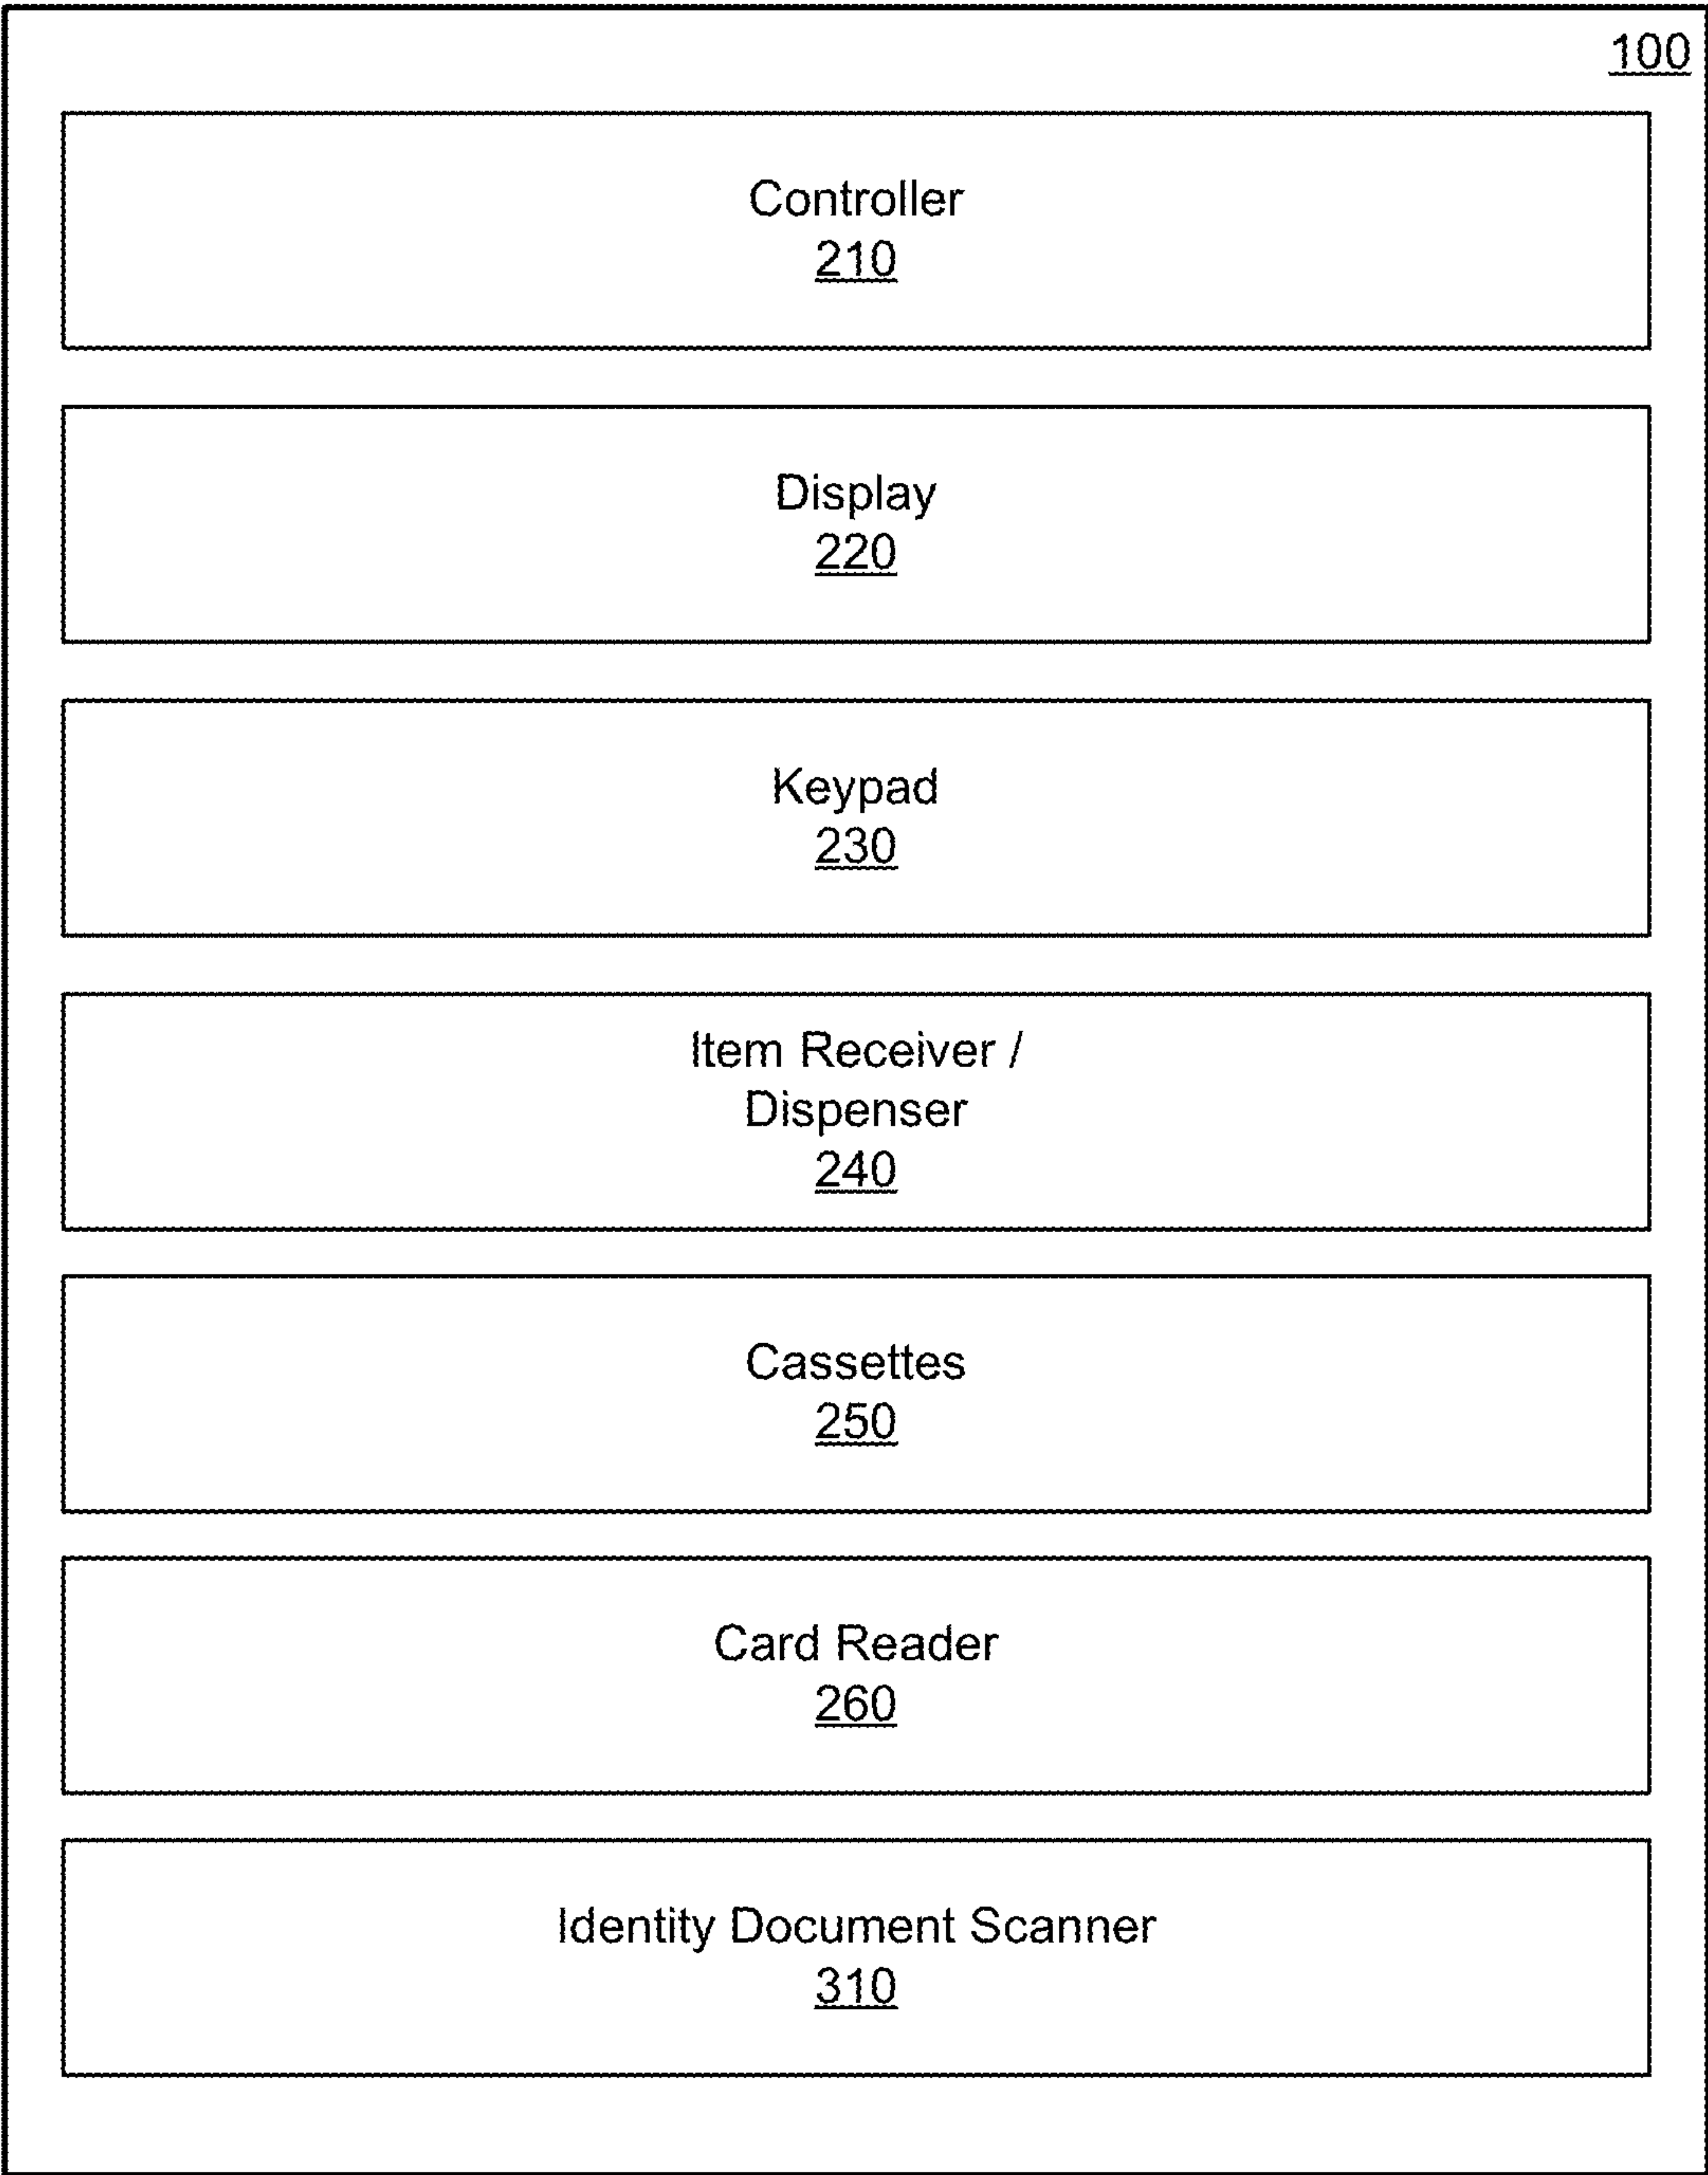 100
Controller
210
Display
220
Keypad
230
Item Receiver /
Dispenser
240
Cassettes
250
Card Reader
260
Identity Document Scanner
310